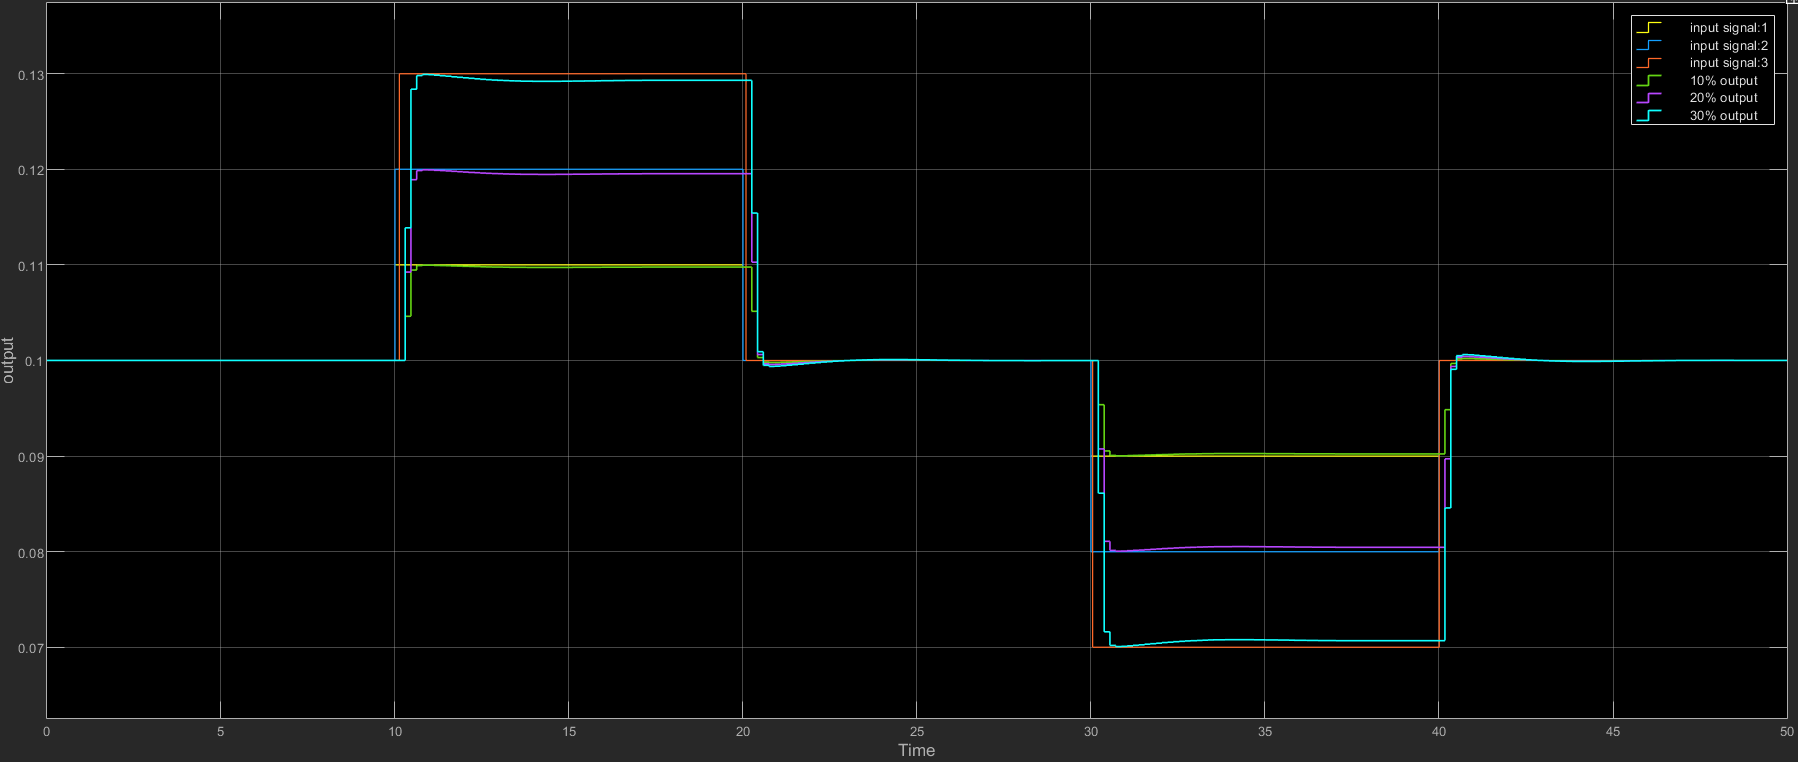 input signal:1
input signal:2
input signal:3
10% output
20% output
30% output
0.13
0.12
0.11
0.1
0.09
0.08
0.07
output
0 5 10 15 20 25 30 35 40 45 50
Time